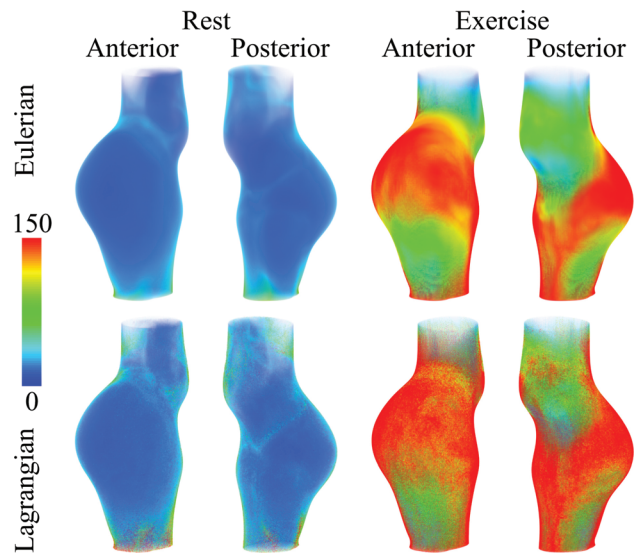 Rest
Exercise
Anterior
Posterior
Anterior
Posterior
Eulerian
150
0
Lagrangian